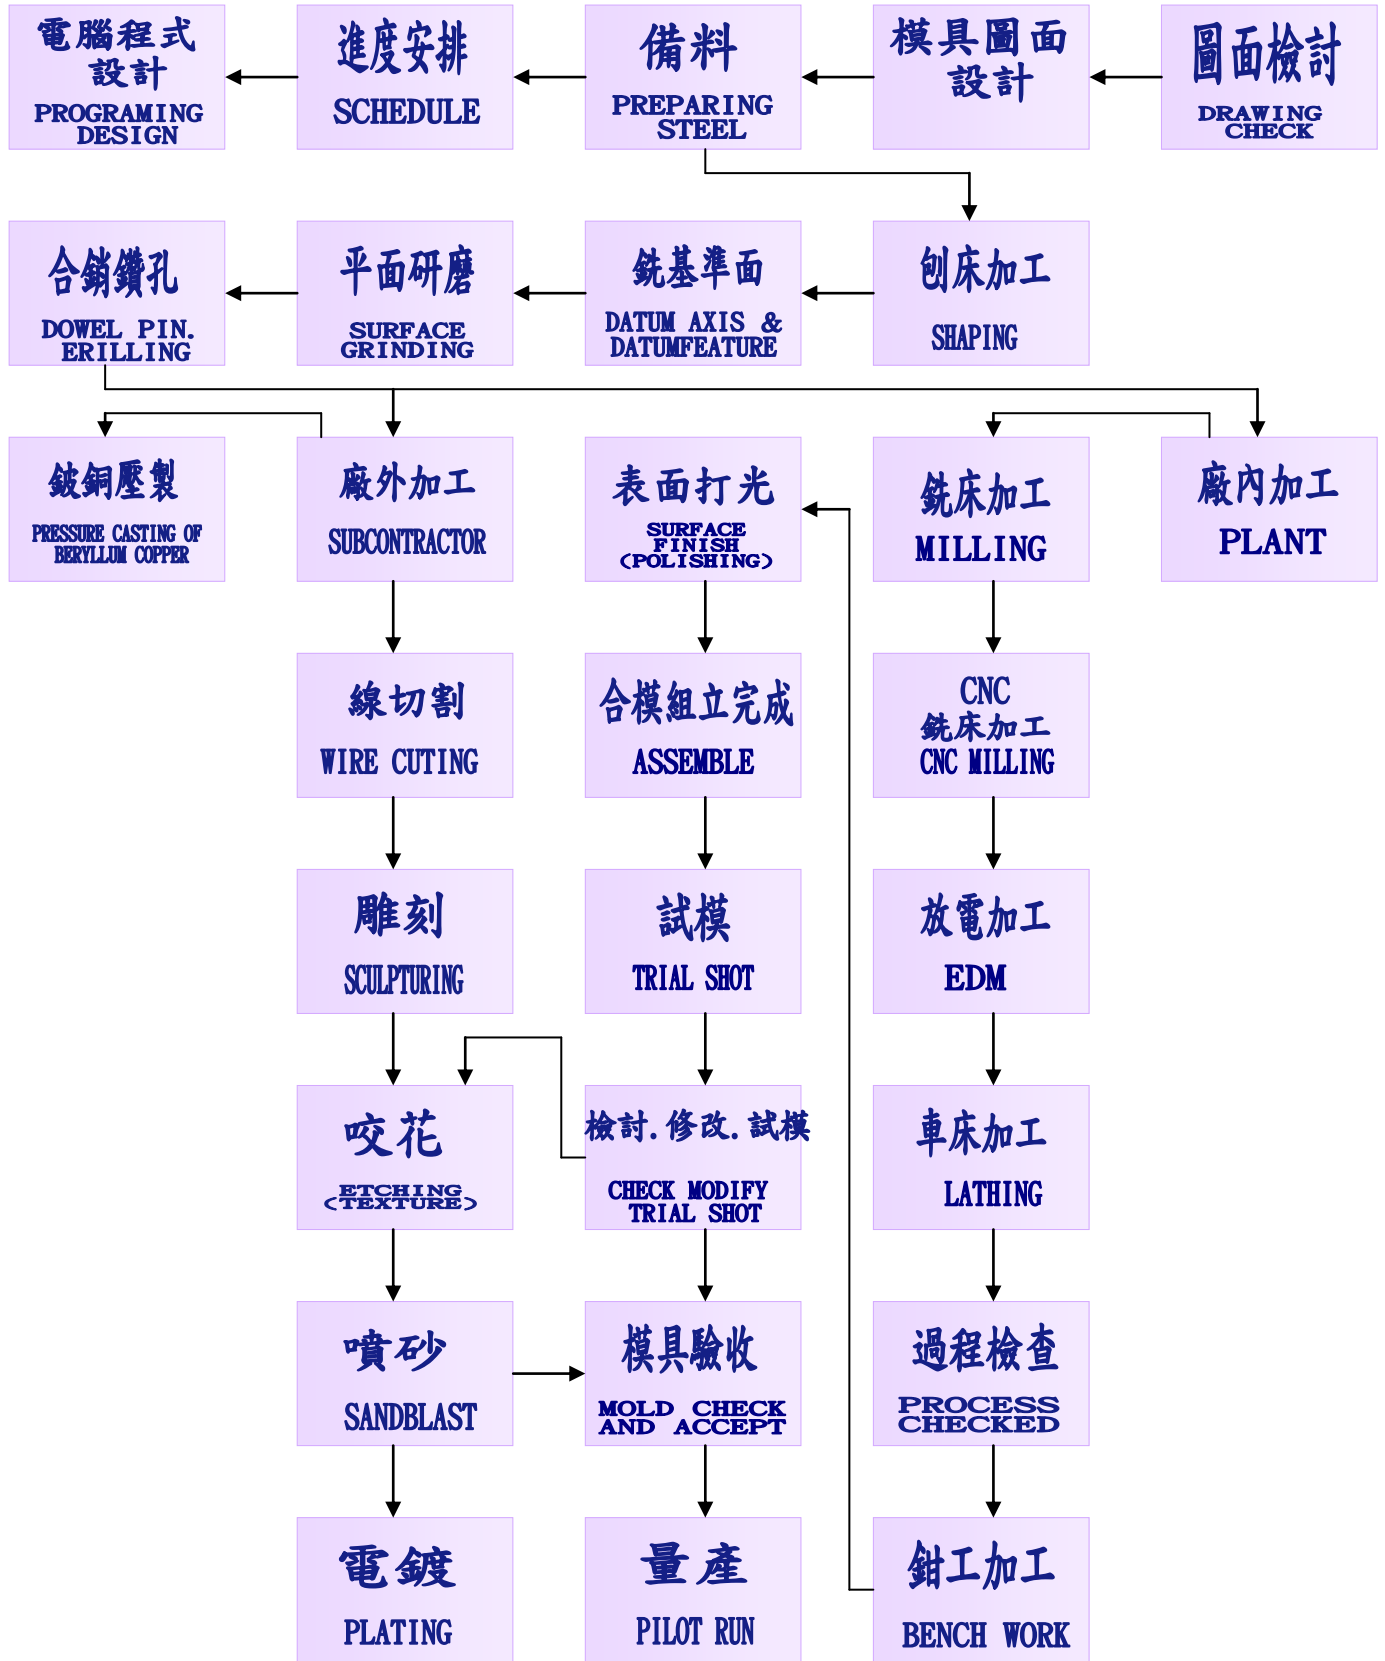 電腦程式
設計
PROGRAMING
DESIGN
進度安排
SCHEDULE
備料
PREPARING
STEEL
模具圖面
設計
圖面檢討
DRAWING
CHECK
合銷鑽孔
DOWEL PIN.
ERILLING
平面研磨
SURFACE
GRINDING
銑基準面
DATUM AXIS &
DATUMFEATURE
刨床加工
SHAPING
鈹銅壓製
PRESSURE CASTING OF
BERYLLUM COPPER
廠外加工
SUBCONTRACTOR
表面打光
SURFACE
FINISH
(POLISHING)
銑床加工
MILLING
廠內加工
PLANT
線切割
WIRE CUTING
合模組立完成
ASSEMBLE
CNC
銑床加工
CNC MILLING
雕刻
SCULPTURING
試模
TRIAL SHOT
放電加工
EDM
咬花
ETCHING
(TEXTURE)
檢討.修改.試模
CHECK MODIFY
TRIAL SHOT
車床加工
LATHING
噴砂
SANDBLAST
模具驗收
MOLD CHECK
AND ACCEPT
過程檢查
PROCESS
CHECKED
電鍍
PLATING
量產
PILOT RUN
鉗工加工
BENCH WORK